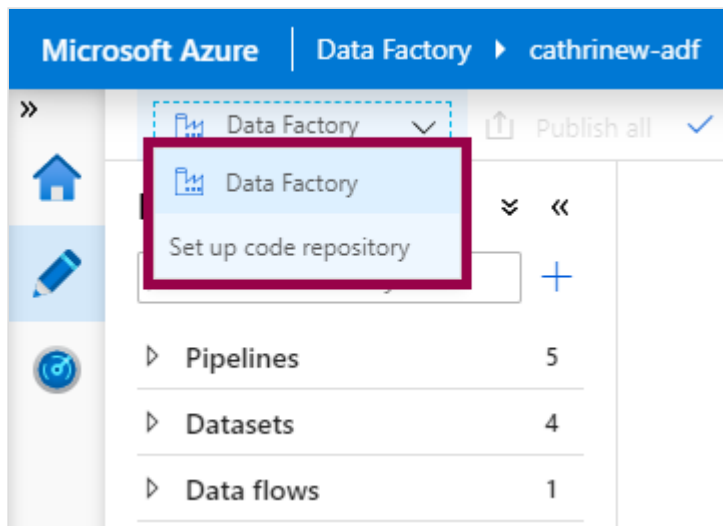 Microsoft Azure Data Factory cathrinew-adf
Data Factory Publish all
Data Factory
Set up code repository
Pipelines 5
Datasets 4
Data flows 1